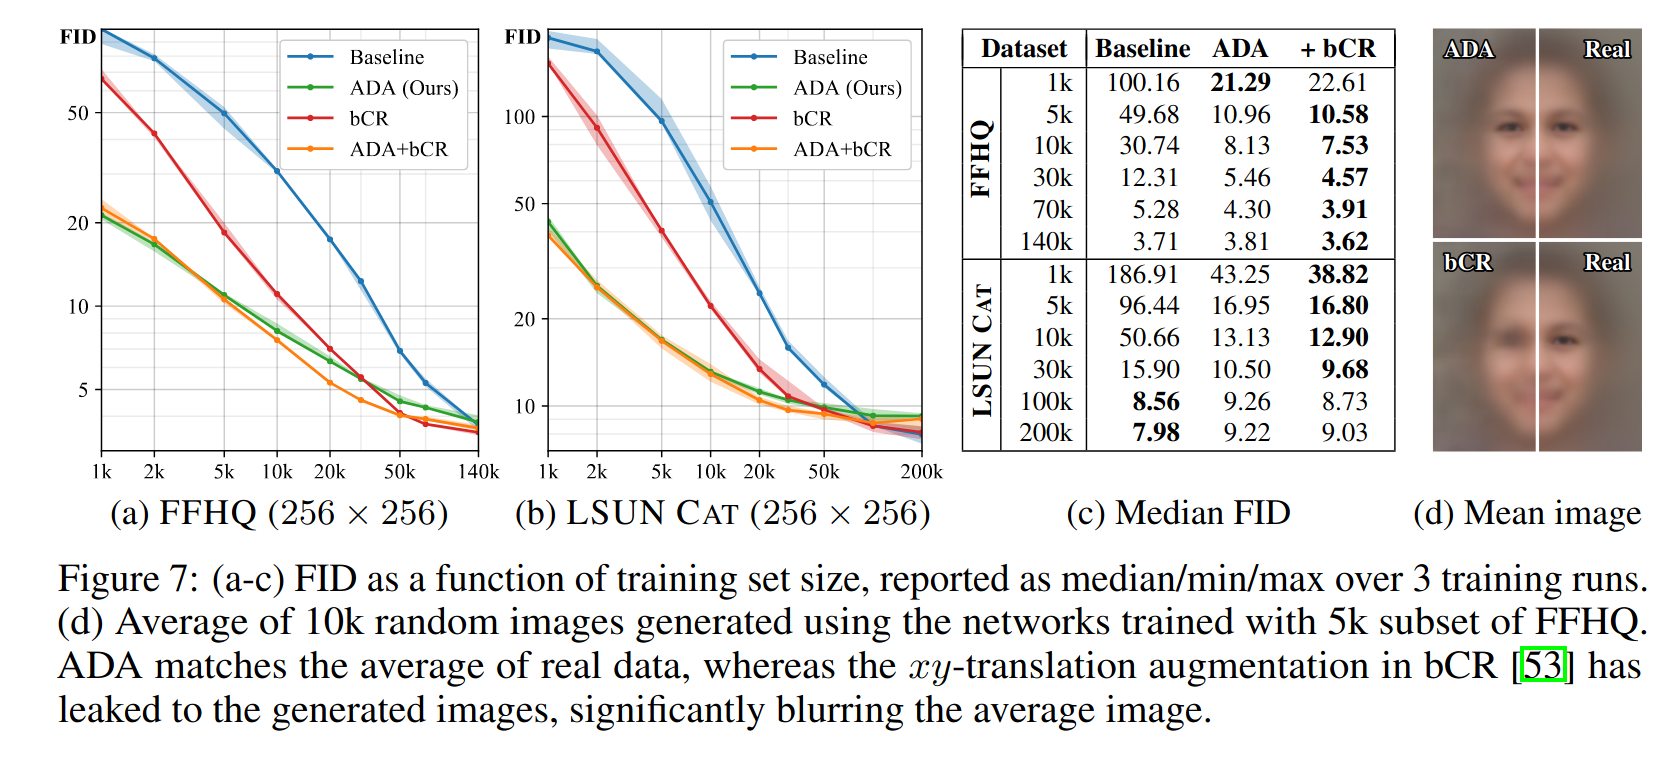 FID
50
20
10
5
1k 2k 5k 10k 20k 50k 140k
Baseline
ADA (Ours)
bCR
ADA+bCR
(a) FFHQ (256 × 256)
FID
100
50
20
10
1k 2k 5k 10k 20k 50k 200k
Baseline
ADA (Ours)
bCR
ADA+bCR
(b) LSUN CAT (256 × 256)
Dataset Baseline ADA + bCR
FFHQ
1k 100.16 21.29 22.61
5k 49.68 10.96 10.58
10k 30.74 8.13 7.53
30k 12.31 5.46 4.57
70k 5.28 4.30 3.91
140k 3.71 3.81 3.62
LSUN CAT
1k 186.91 43.25 38.82
5k 96.44 16.95 16.80
10k 50.66 13.13 12.90
30k 15.90 10.50 9.68
100k 8.56 9.26 8.73
200k 7.98 9.22 9.03
(c) Median FID
ADA Real
bCR Real
(d) Mean image
Figure 7: (a-c) FID as a function of training set size, reported as median/min/max over 3 training runs.
(d) Average of 10k random images generated using the networks trained with 5k subset of FFHQ.
ADA matches the average of real data, whereas the xy-translation augmentation in bCR [53] has
leaked to the generated images, significantly blurring the average image.